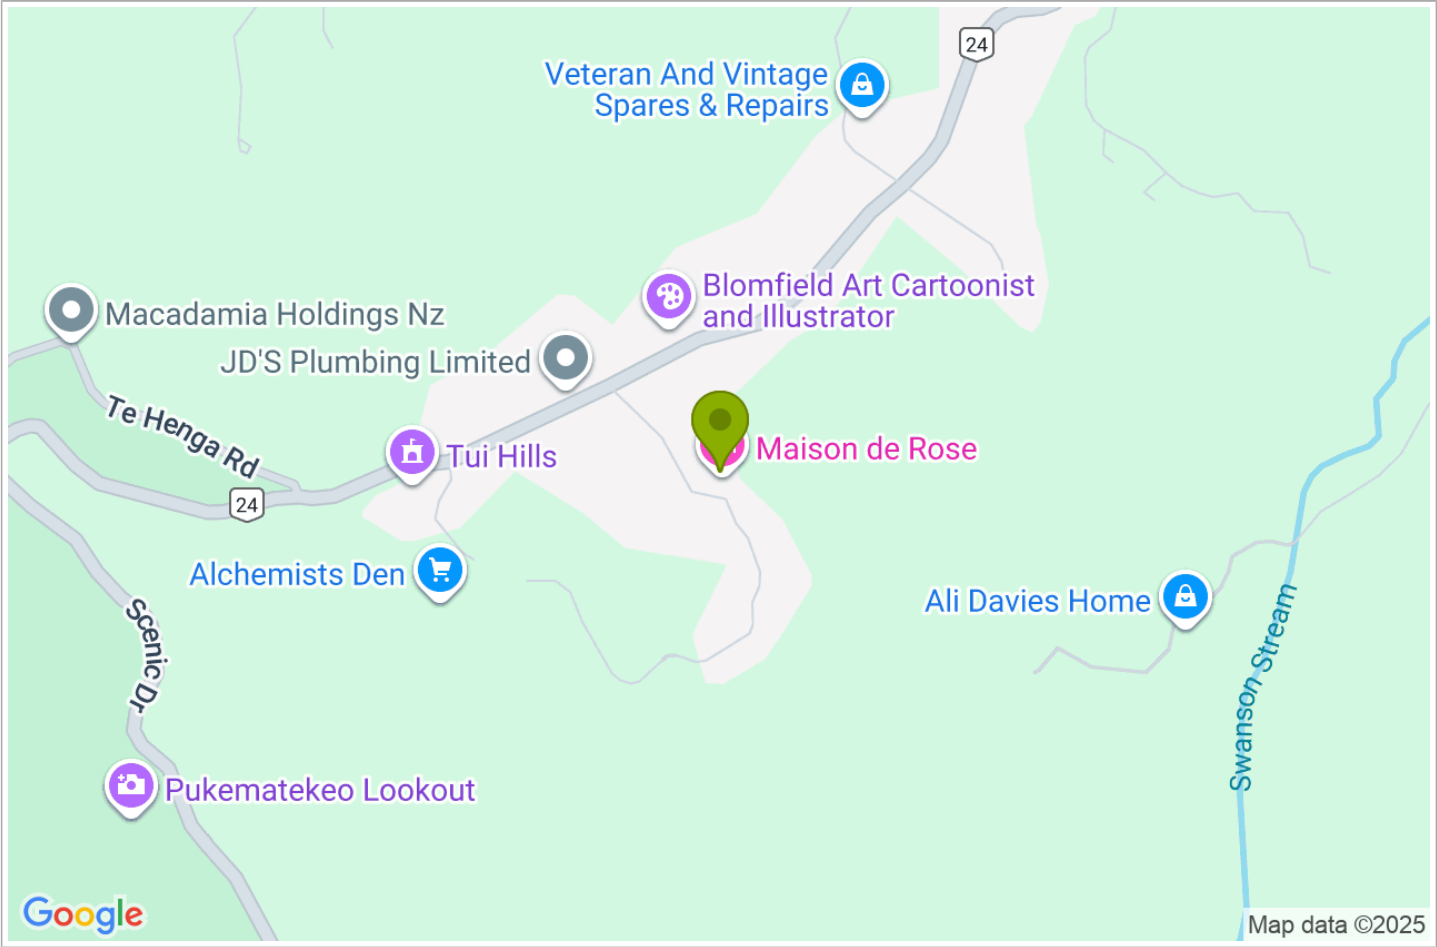 24
Veteran And Vintage
Spares & Repairs
Blomfield Art Cartoonist
and Illustrator
Macadamia Holdings Nz
JD'S Plumbing Limited
Te Henga Rd
Tui Hills
Maison de Rose
24
Alchemists Den
Ali Davies Home
Scenic Dr
Swanson Stream
Pukematekeo Lookout
Google
Map data ©2025